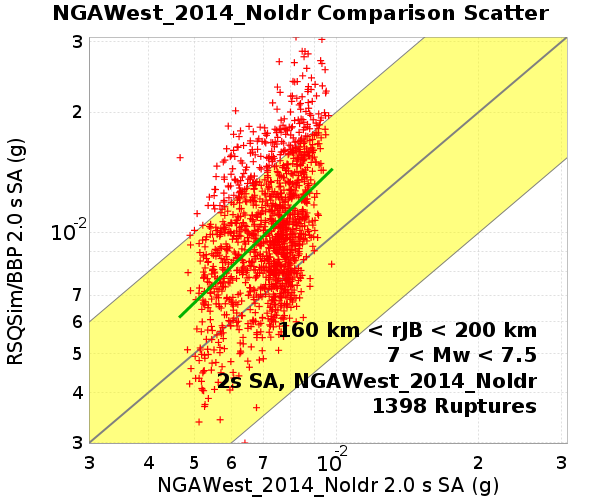 NGAWest_2014_NoIdr Comparison Scatter
RSQSim/BBP 2.0 s SA (g)
3
2
10-2
7
6
5
4
3
160 km < rJB < 200 km
7 < Mw < 7.5
2s SA, NGAWest_2014_NoIdr
1398 Ruptures
3 4 5 6 7 10-2 2 3
NGAWest_2014_NoIdr 2.0 s SA (g)